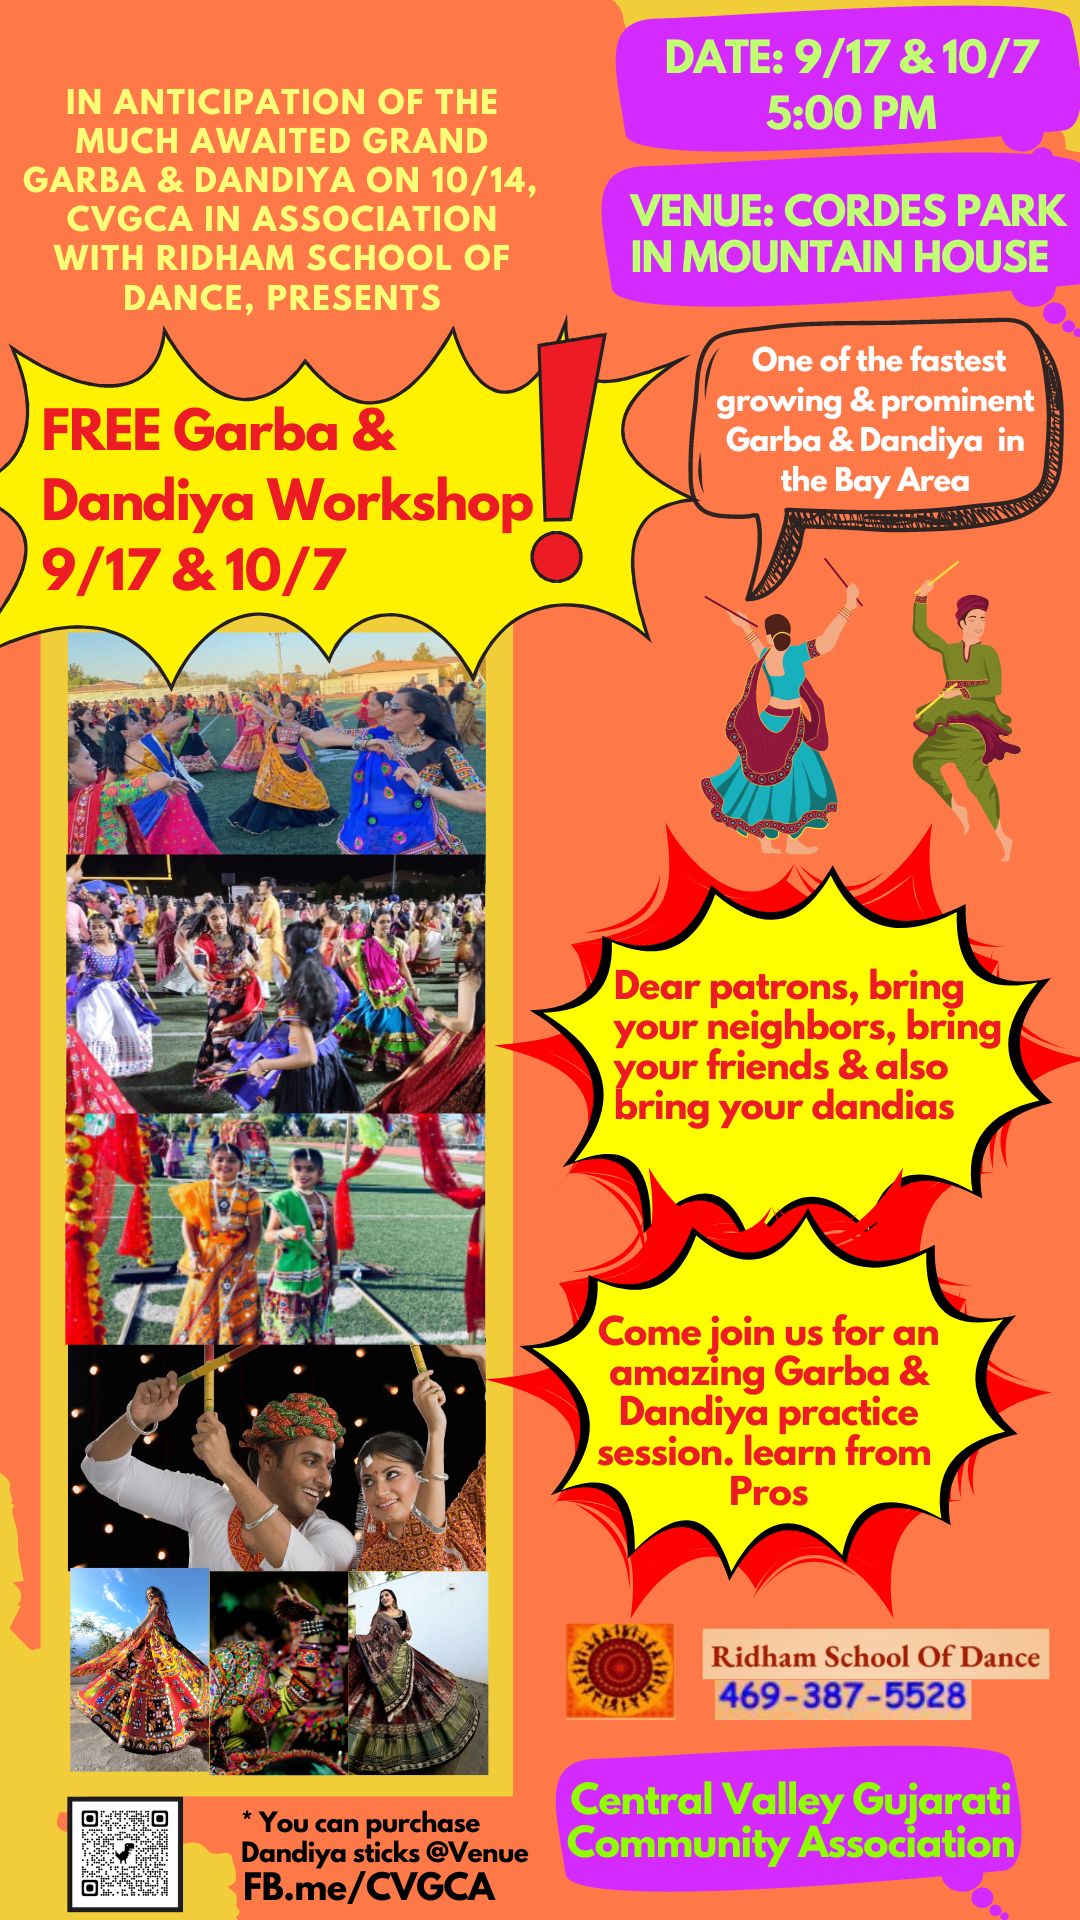 IN ANTICIPATION OF THE
MUCH AWAITED GRAND
GARBA & DANDIYA ON 10/14,
CVGCA IN ASSOCIATION
WITH RIDHAM SCHOOL OF
DANCE, PRESENTS
DATE: 9/17 & 10/7
5:00 PM
VENUE: CORDES PARK
IN MOUNTAIN HOUSE
FREE Garba &
Dandiya Workshop
9/17 & 10/7
!
One of the fastest
growing & prominent
Garba & Dandiya in
the Bay Area
Dear patrons, bring
your neighbors, bring
your friends & also
bring your dandias
Come join us for an
amazing Garba &
Dandiya practice
session. learn from
Pros
Ridham School Of Dance
469-387-5528
* You can purchase
Dandiya sticks @Venue
FB.me/CVGCA
Central Valley Gujarati
Community Association